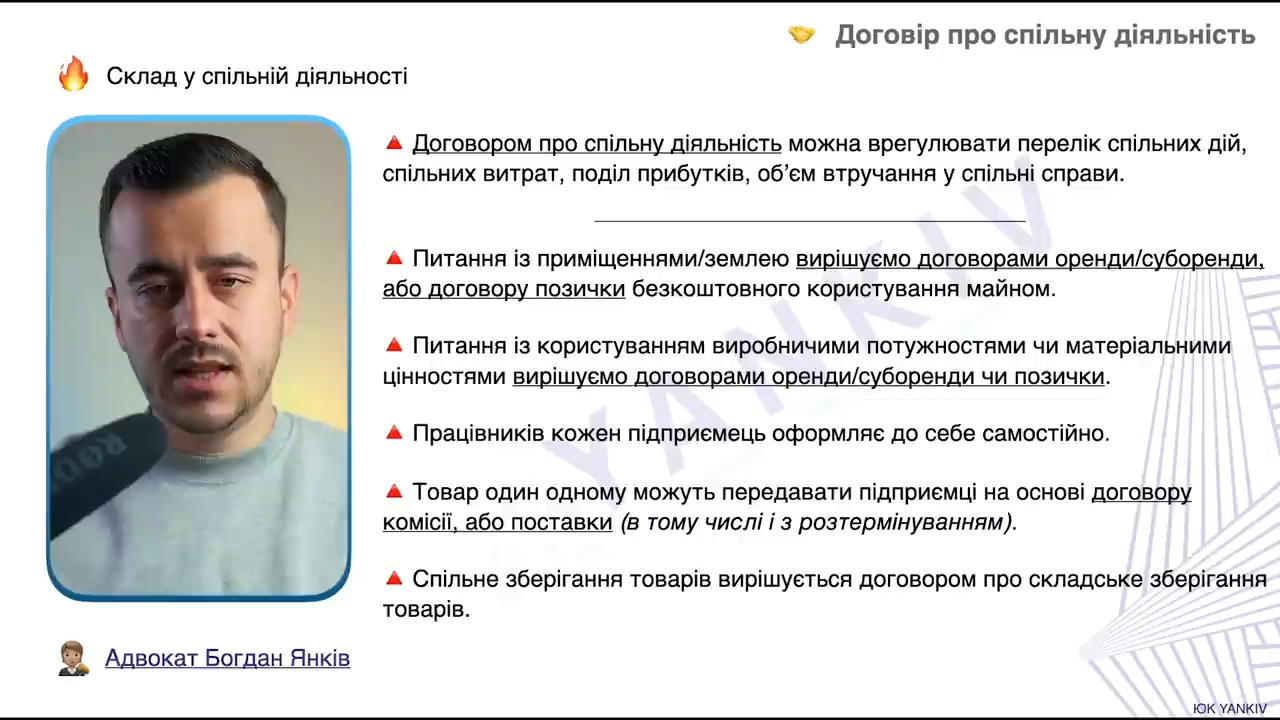 Договір про спільну діяльність
Склад у спільній діяльності
Договором про спільну діяльність можна врегулювати перелік спільних дій,
спільних витрат, поділ прибутків, об’єм втручання у спільні справи.
Питання із приміщеннями/землею вирішуємо договорами оренди/суборенди,
або договору позички безкоштовного користування майном.
Питання із користуванням виробничими потужностями чи матеріальними
цінностями вирішуємо договорами оренди/суборенди чи позички.
Працівників кожен підприємець оформляє до себе самостійно.
Товар один одному можуть передавати підприємці на основі договору
комісії, або поставки (в тому числі і з розтермінуванням).
Спільне зберігання товарів вирішується договором про складське зберігання
товарів.
YANKIV
RØDE
Адвокат Богдан Янків
ЮК YANKIV